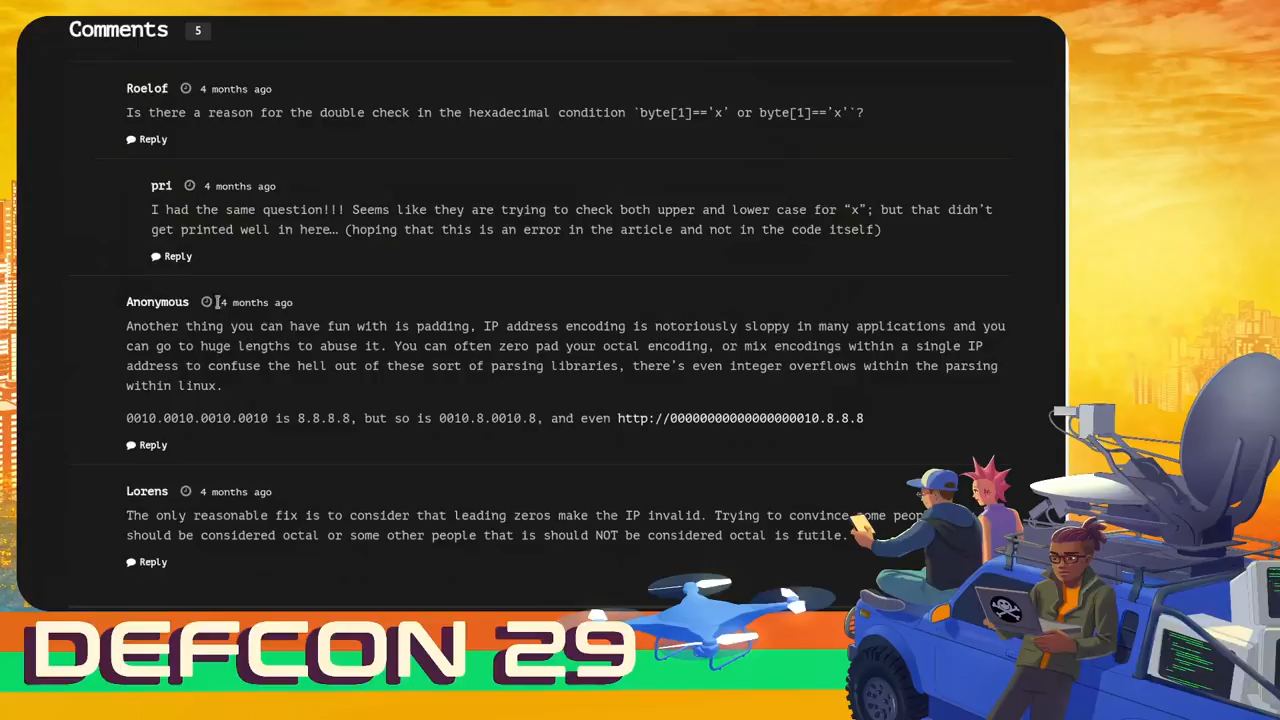 Comments 5
Roelof 4 months ago
Is there a reason for the double check in the hexadecimal condition `byte[1]=='x' or byte[1]=='x'`?
Reply
pri 4 months ago
I had the same question!!! Seems like they are trying to check both upper and lower case for “x”; but that didn’t
get printed well in here… (hoping that this is an error in the article and not in the code itself)
Reply
Anonymous 4 months ago
Another thing you can have fun with is padding, IP address encoding is notoriously sloppy in many applications and you
can go to huge lengths to abuse it. You can often zero pad your octal encoding, or mix encodings within a single IP
address to confuse the hell out of these sort of parsing libraries, there’s even integer overflows within the parsing
within linux.
0010.0010.0010.0010 is 8.8.8.8, but so is 0010.8.0010.8, and even http://00000000000000000010.8.8.8
Reply
Lorens 4 months ago
The only reasonable fix is to consider that leading zeros make the IP invalid. Trying to convince some
should be considered octal or some other people that is should NOT be considered octal is futile.
Reply
DEFCON 29